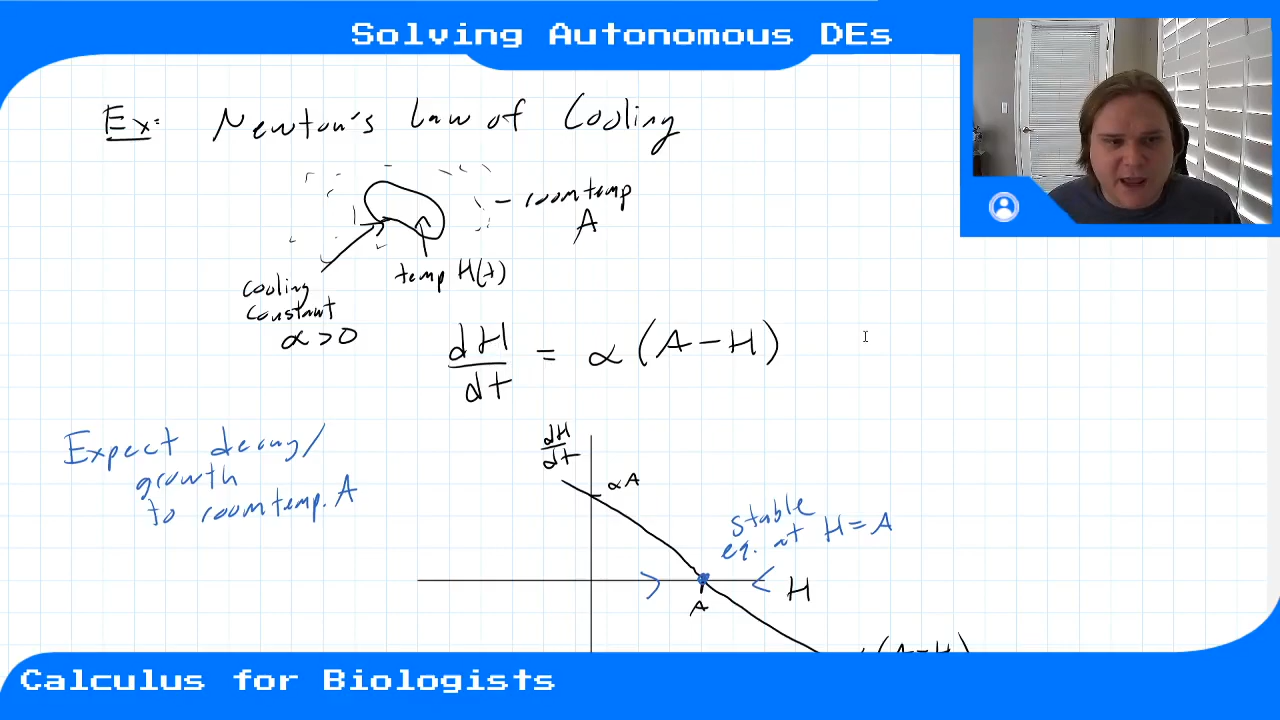 Solving Autonomous DEs
Ex: Newton's Law of Cooling
room temp
A
temp H(t)
cooling
constant
α > 0
dH/dt = α (A - H)
Expect decay/
growth
to room temp. A
dH/dt
αA
stable
eq. at H = A
H
A
(A-H)
Calculus for Biologists